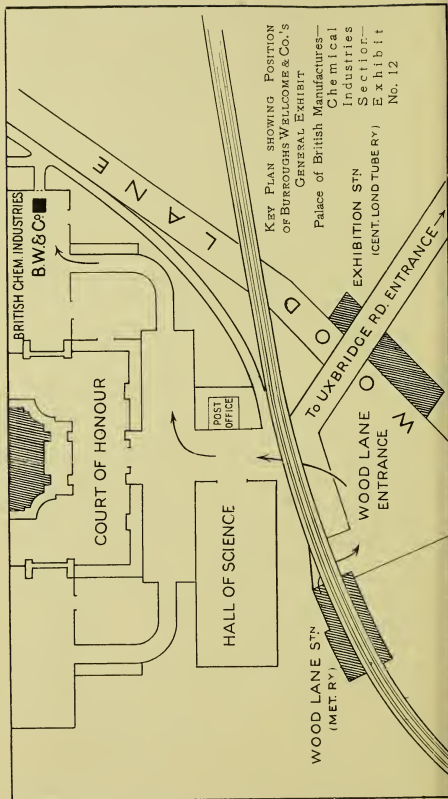 KEY PLAN SHOWING POSITION
OF BURROUGHS WELLCOME & CO.'S
GENERAL EXHIBIT
Palace of British Manufactures—
Chemical
Industries
Section—
Exhibit
No. 12
BRITISH CHEM. INDUSTRIES
B.W. & Co.
COURT OF HONOUR
POST
OFFICE
HALL OF SCIENCE
WOOD LANE
EXHIBITION STN
(CENT. LOND TUBE RY)
TO UXBRIDGE RD. ENTRANCE
WOOD LANE
ENTRANCE
WOOD LANE STN
(MET. RY)